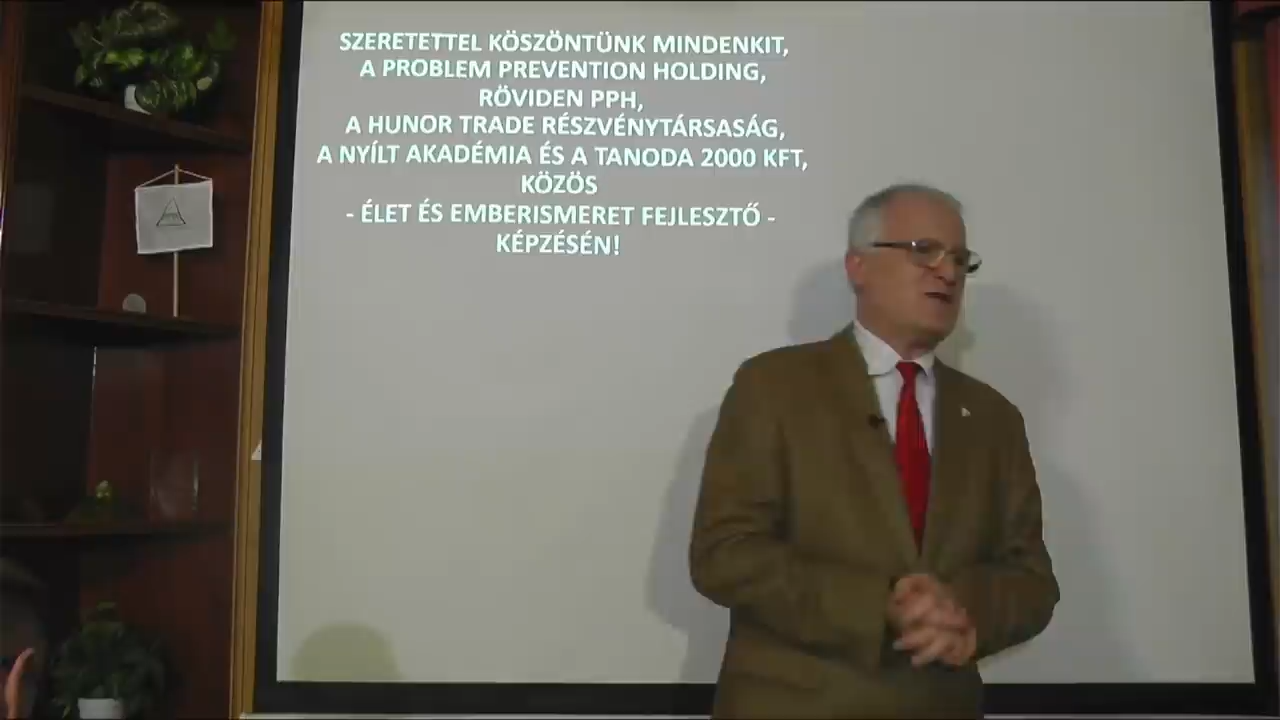 SZERETETTEL KÖSZÖNTÜNK MINDENKIT,
A PROBLEM PREVENTION HOLDING,
RÖVIDEN PPH,
A HUNOR TRADE RÉSZVÉNYTÁRSASÁG,
A NYÍLT AKADÉMIA ÉS A TANODA 2000 KFT,
KÖZÖS
- ÉLET ÉS EMBERISMERET FEJLESZTŐ -
KÉPZÉSÉN!